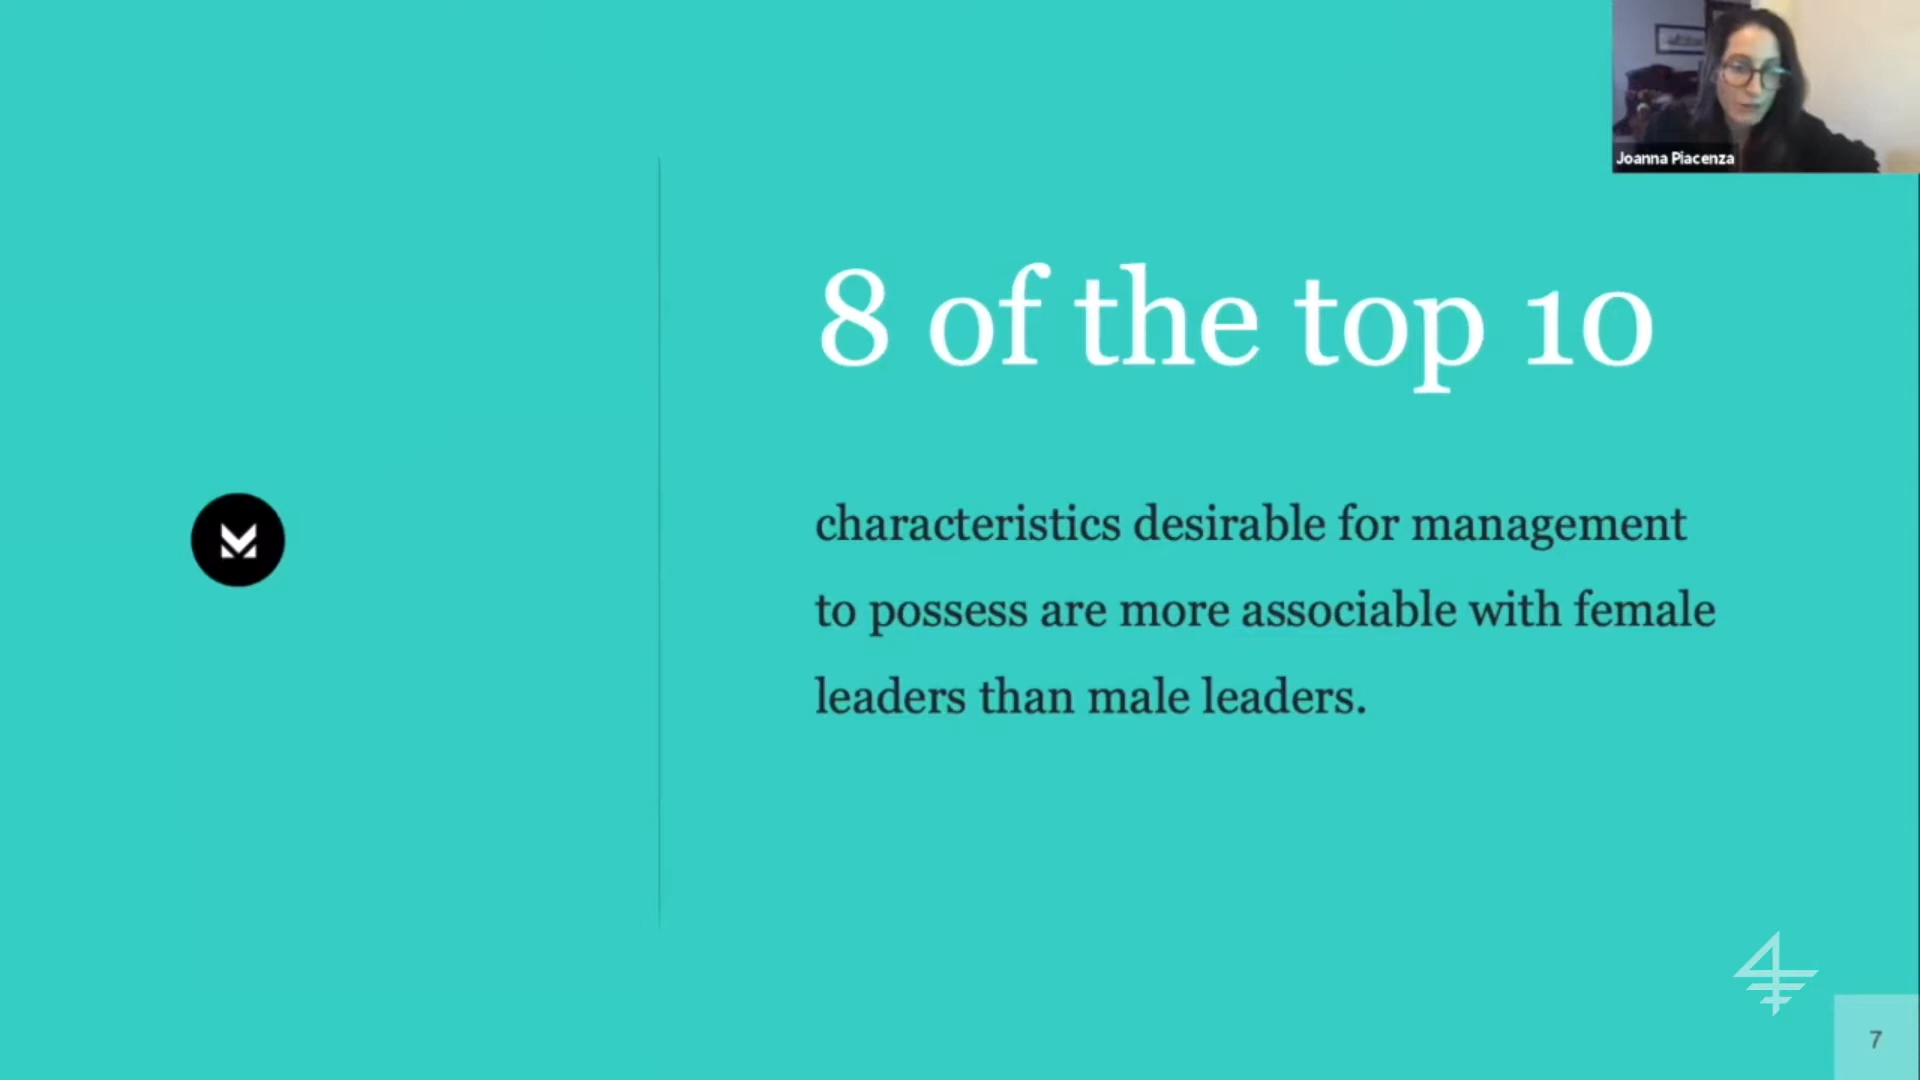 Joanna Piacenza
8 of the top 10
characteristics desirable for management
to possess are more associable with female
leaders than male leaders.
7